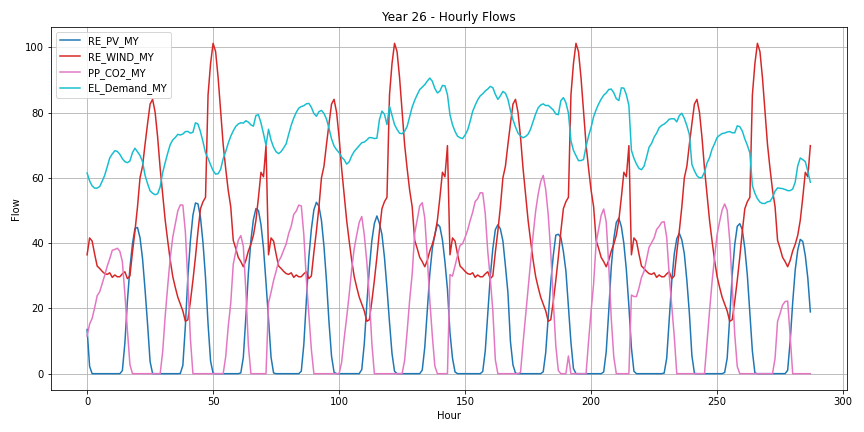 Year 26 - Hourly Flows
RE_PV_MY
RE_WIND_MY
PP_CO2_MY
EL_Demand_MY
100
80
60
40
20
0
Flow
0 50 100 150 200 250 300
Hour